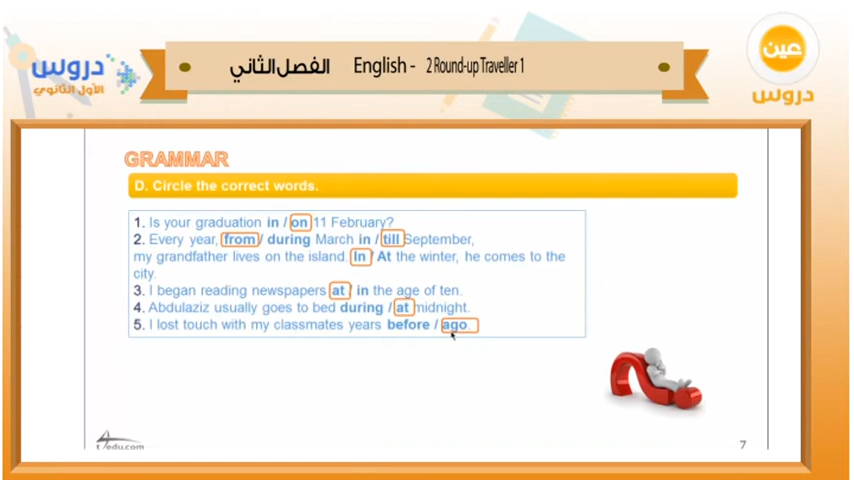 دروس
الأول الثانوي
الفصل الثاني English - 2 Round-up Traveller 1
عين
دروس
GRAMMAR
D. Circle the correct words.
1. Is your graduation in / on 11 February?
2. Every year, from / during March in / till September,
my grandfather lives on the island. In / At the winter, he comes to the
city.
3. I began reading newspapers at / in the age of ten.
4. Abdulaziz usually goes to bed during / at midnight.
5. I lost touch with my classmates years before / ago.
t4edu.com
7